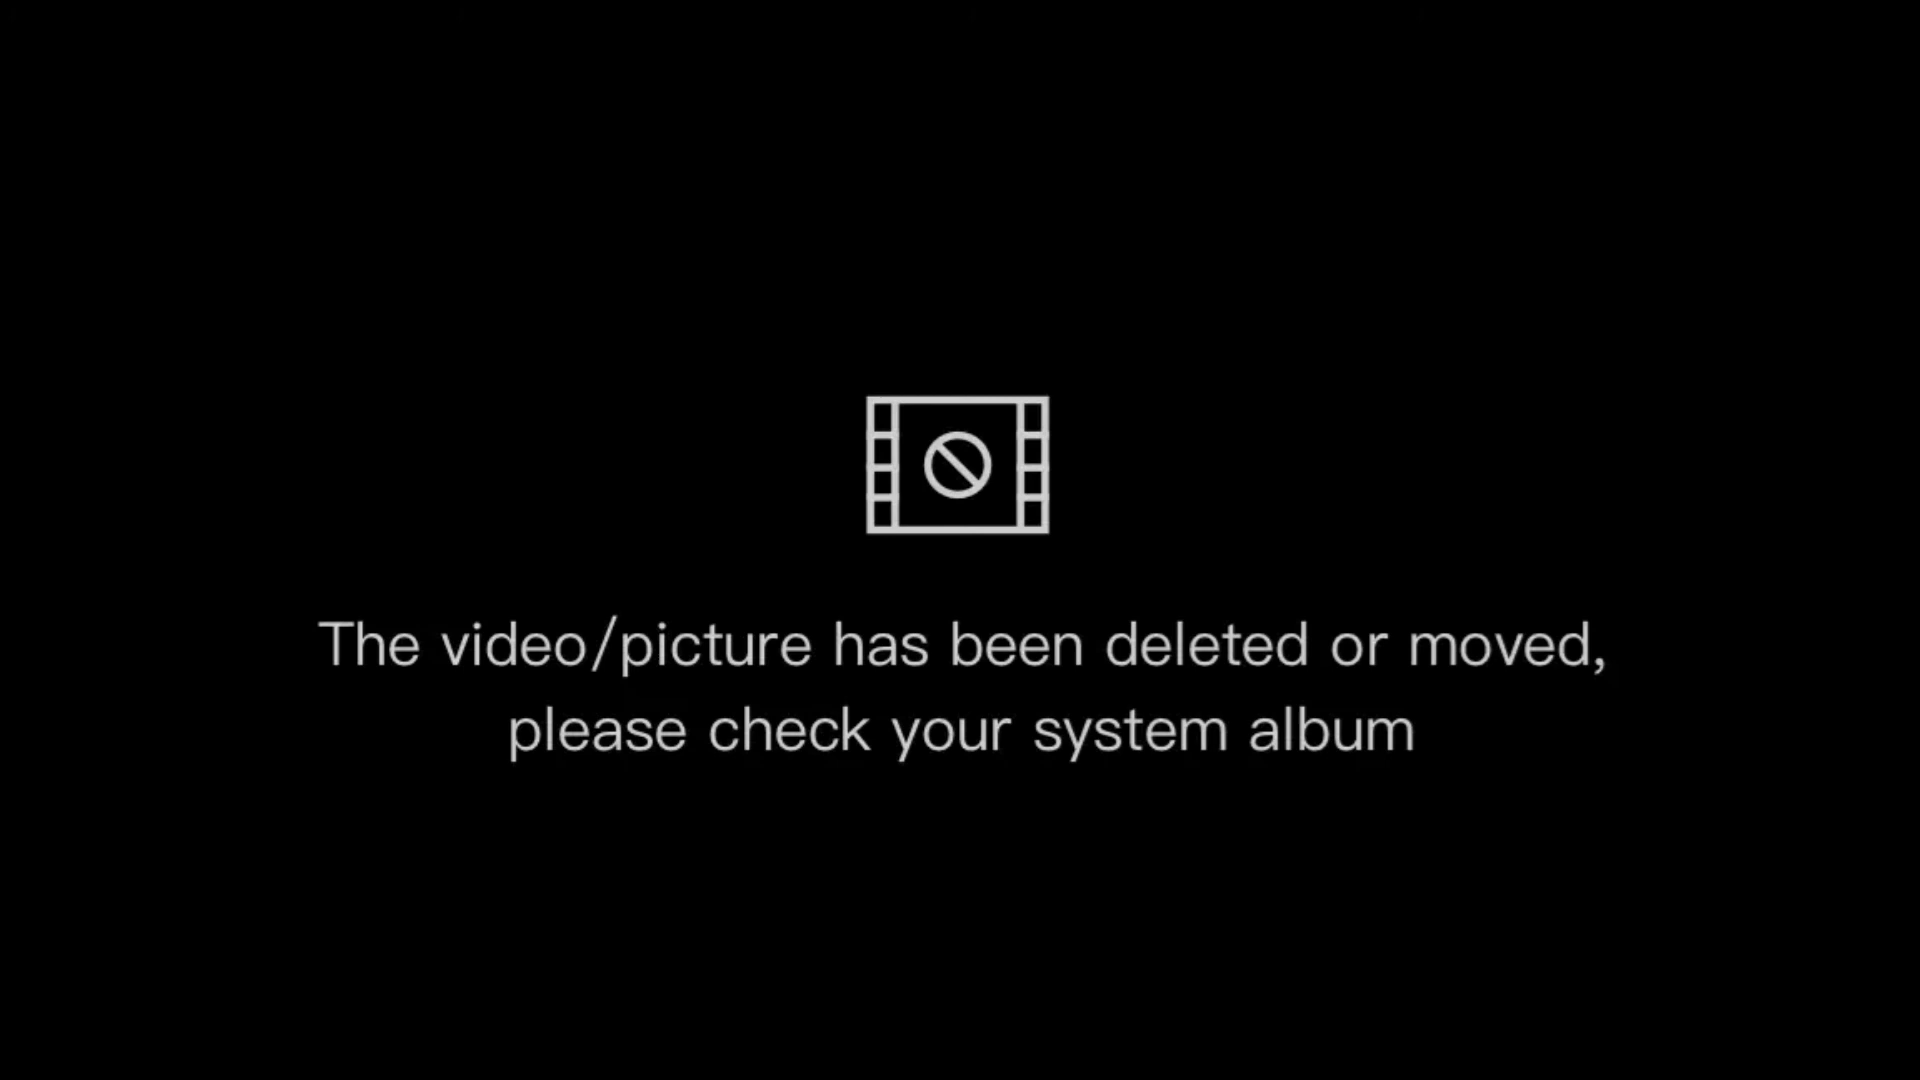 The video/picture has been deleted or moved,
please check your system album